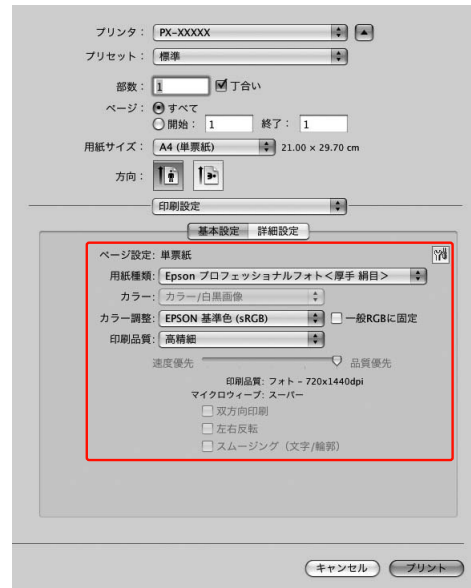 プリンタ： PX-XXXXX
プリセット： 標準
部数： 1 丁合い
ページ： すべて
開始： 1 終了： 1
用紙サイズ： A4 (単票紙) 21.00 × 29.70 cm
方向：
印刷設定
基本設定 詳細設定
ページ設定: 単票紙
用紙種類: Epson プロフェッショナルフォト＜厚手 絹目＞
カラー: カラー/白黒画像
カラー調整: EPSON 基準色 (sRGB) 一般RGBに固定
印刷品質: 高精細
速度優先 品質優先
印刷品質: フォト - 720x1440dpi
マイクロウィーブ: スーパー
双方向印刷
左右反転
スムージング（文字/輪郭）
キャンセル プリント